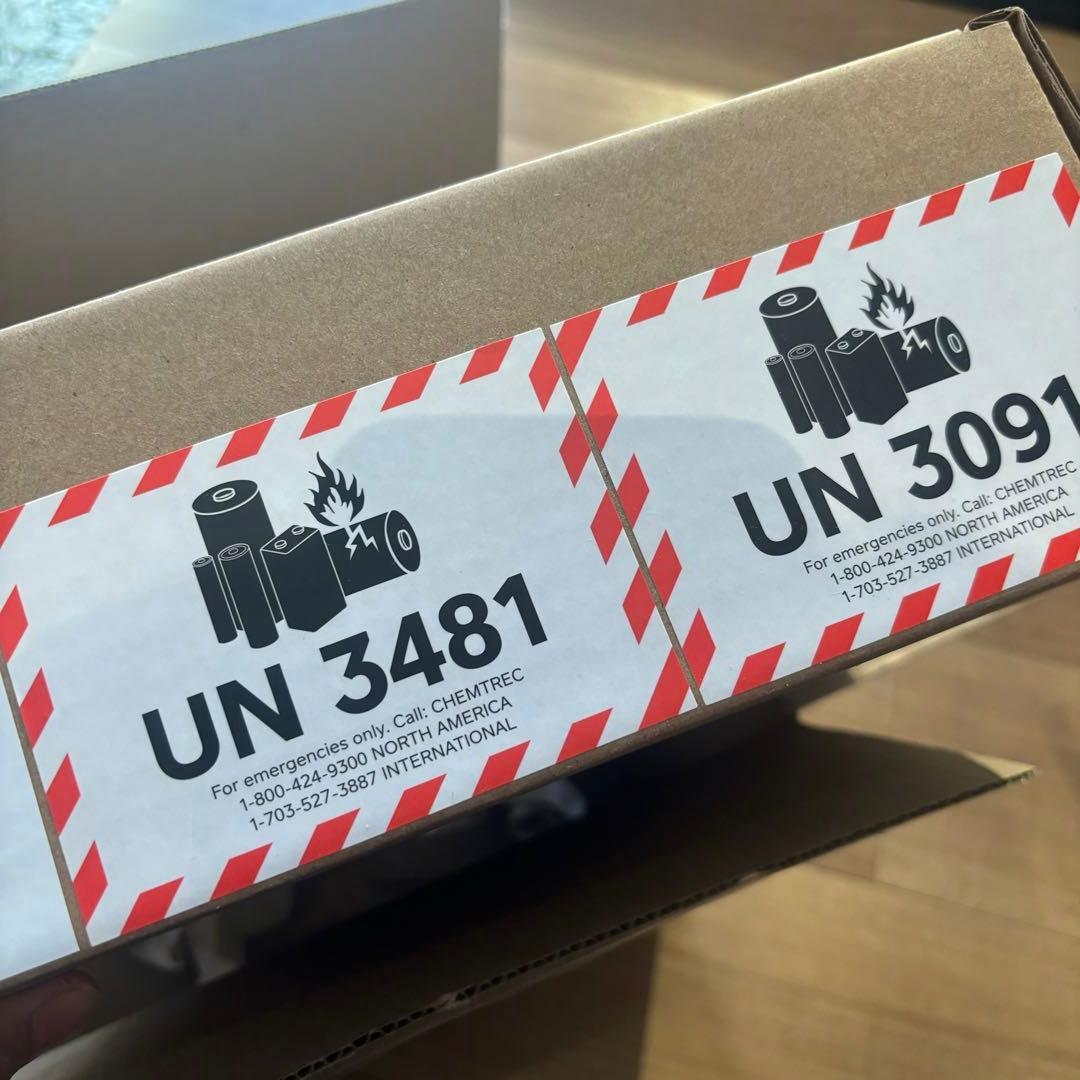 UN 3481
For emergencies only. Call: CHEMTREC
1-800-424-9300 NORTH AMERICA
1-703-527-3887 INTERNATIONAL
UN 3091
For emergencies only. Call: CHEMTREC
1-800-424-9300 NORTH AMERICA
1-703-527-3887 INTERNATIONAL